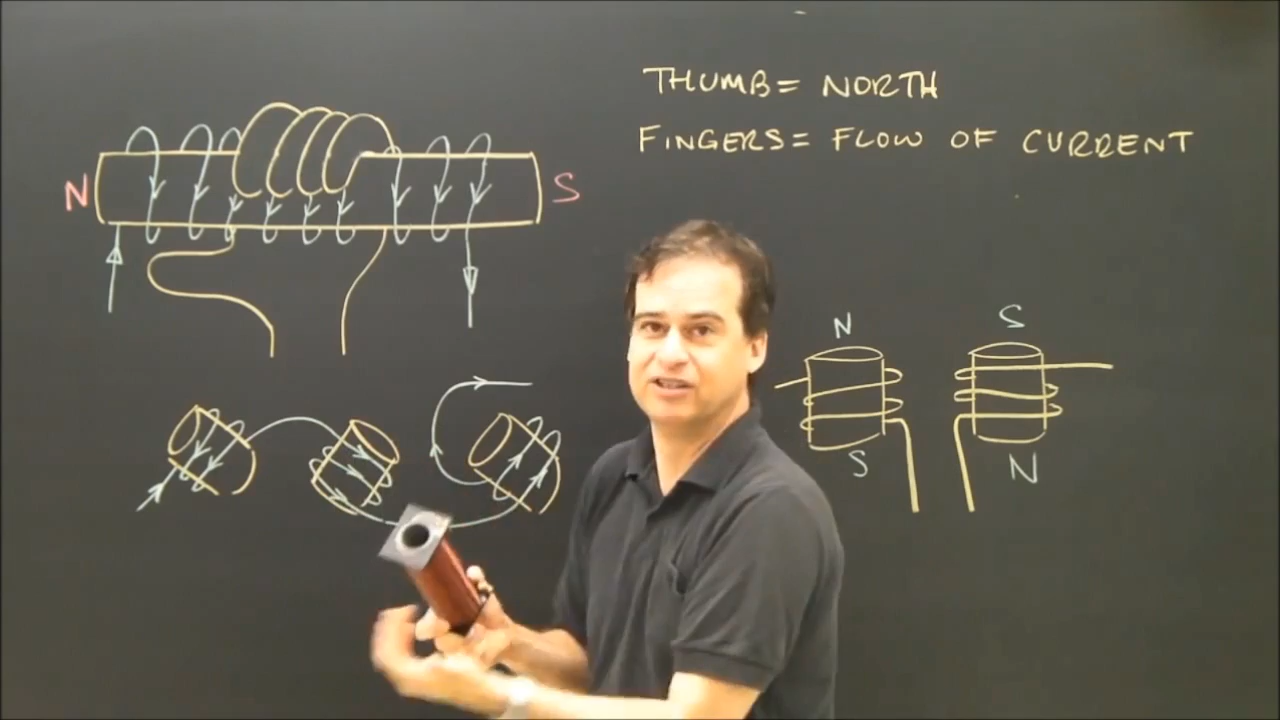 THUMB = NORTH
FINGERS = FLOW OF CURRENT
N S
N S
S N